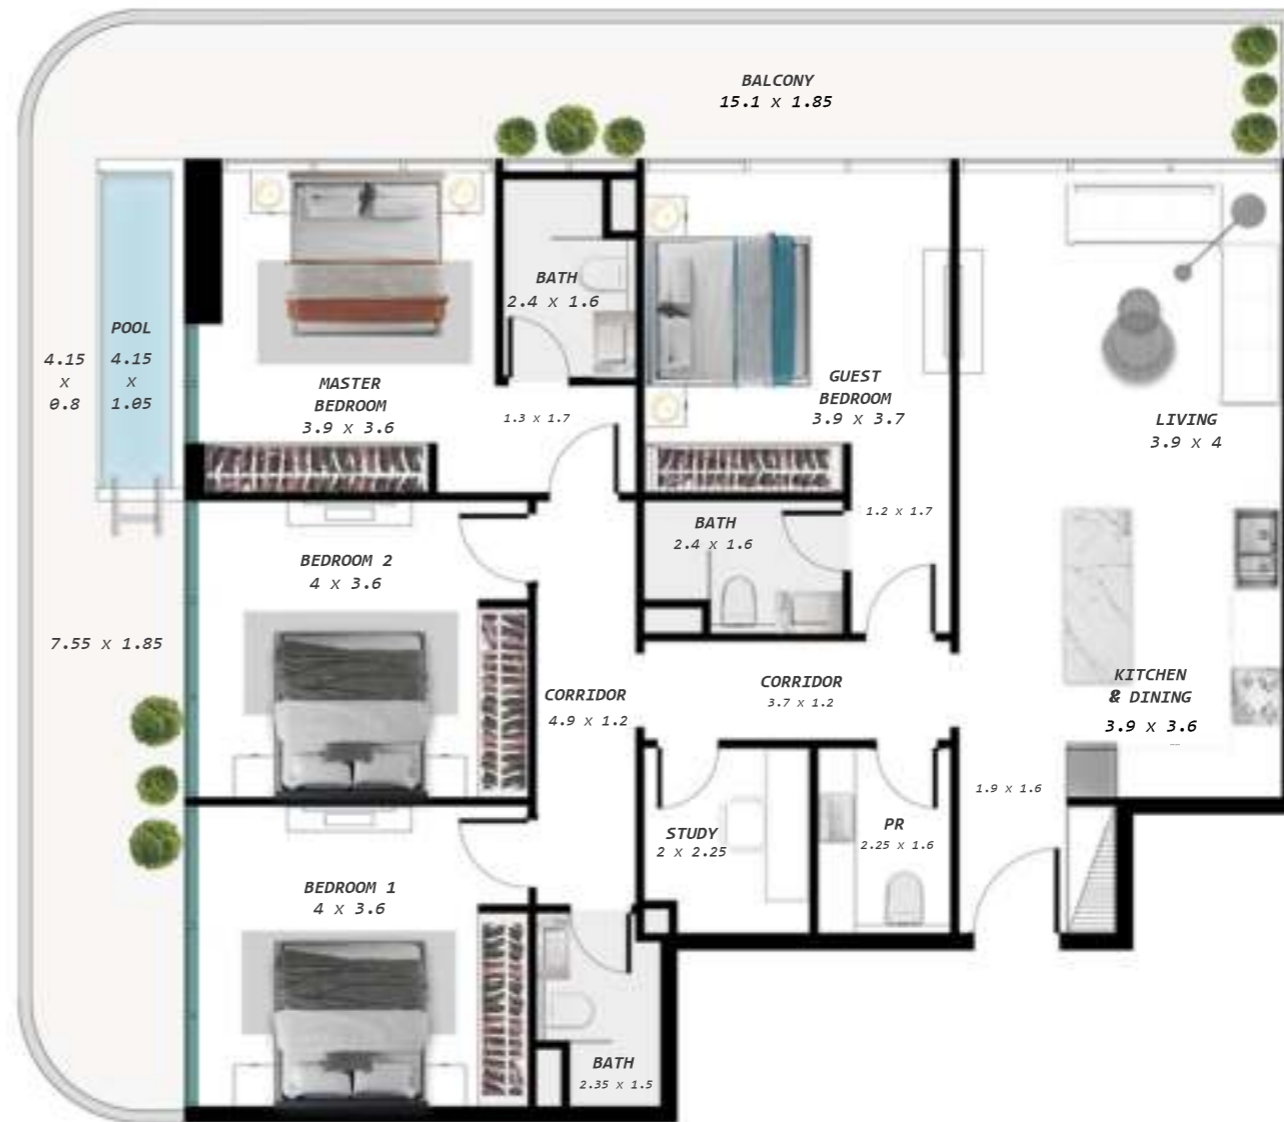 BALCONY
15.1 x 1.85
BATH
2.4 x 1.6
POOL
4.15
x
1.05
4.15
x
0.8
MASTER
BEDROOM
3.9 x 3.6
1.3 x 1.7
GUEST
BEDROOM
3.9 x 3.7
LIVING
3.9 x 4
BATH
2.4 x 1.6
1.2 x 1.7
BEDROOM 2
4 x 3.6
7.55 x 1.85
CORRIDOR
4.9 x 1.2
CORRIDOR
3.7 x 1.2
KITCHEN
& DINING
3.9 x 3.6
1.9 x 1.6
STUDY
2 x 2.25
PR
2.25 x 1.6
BEDROOM 1
4 x 3.6
BATH
2.35 x 1.5